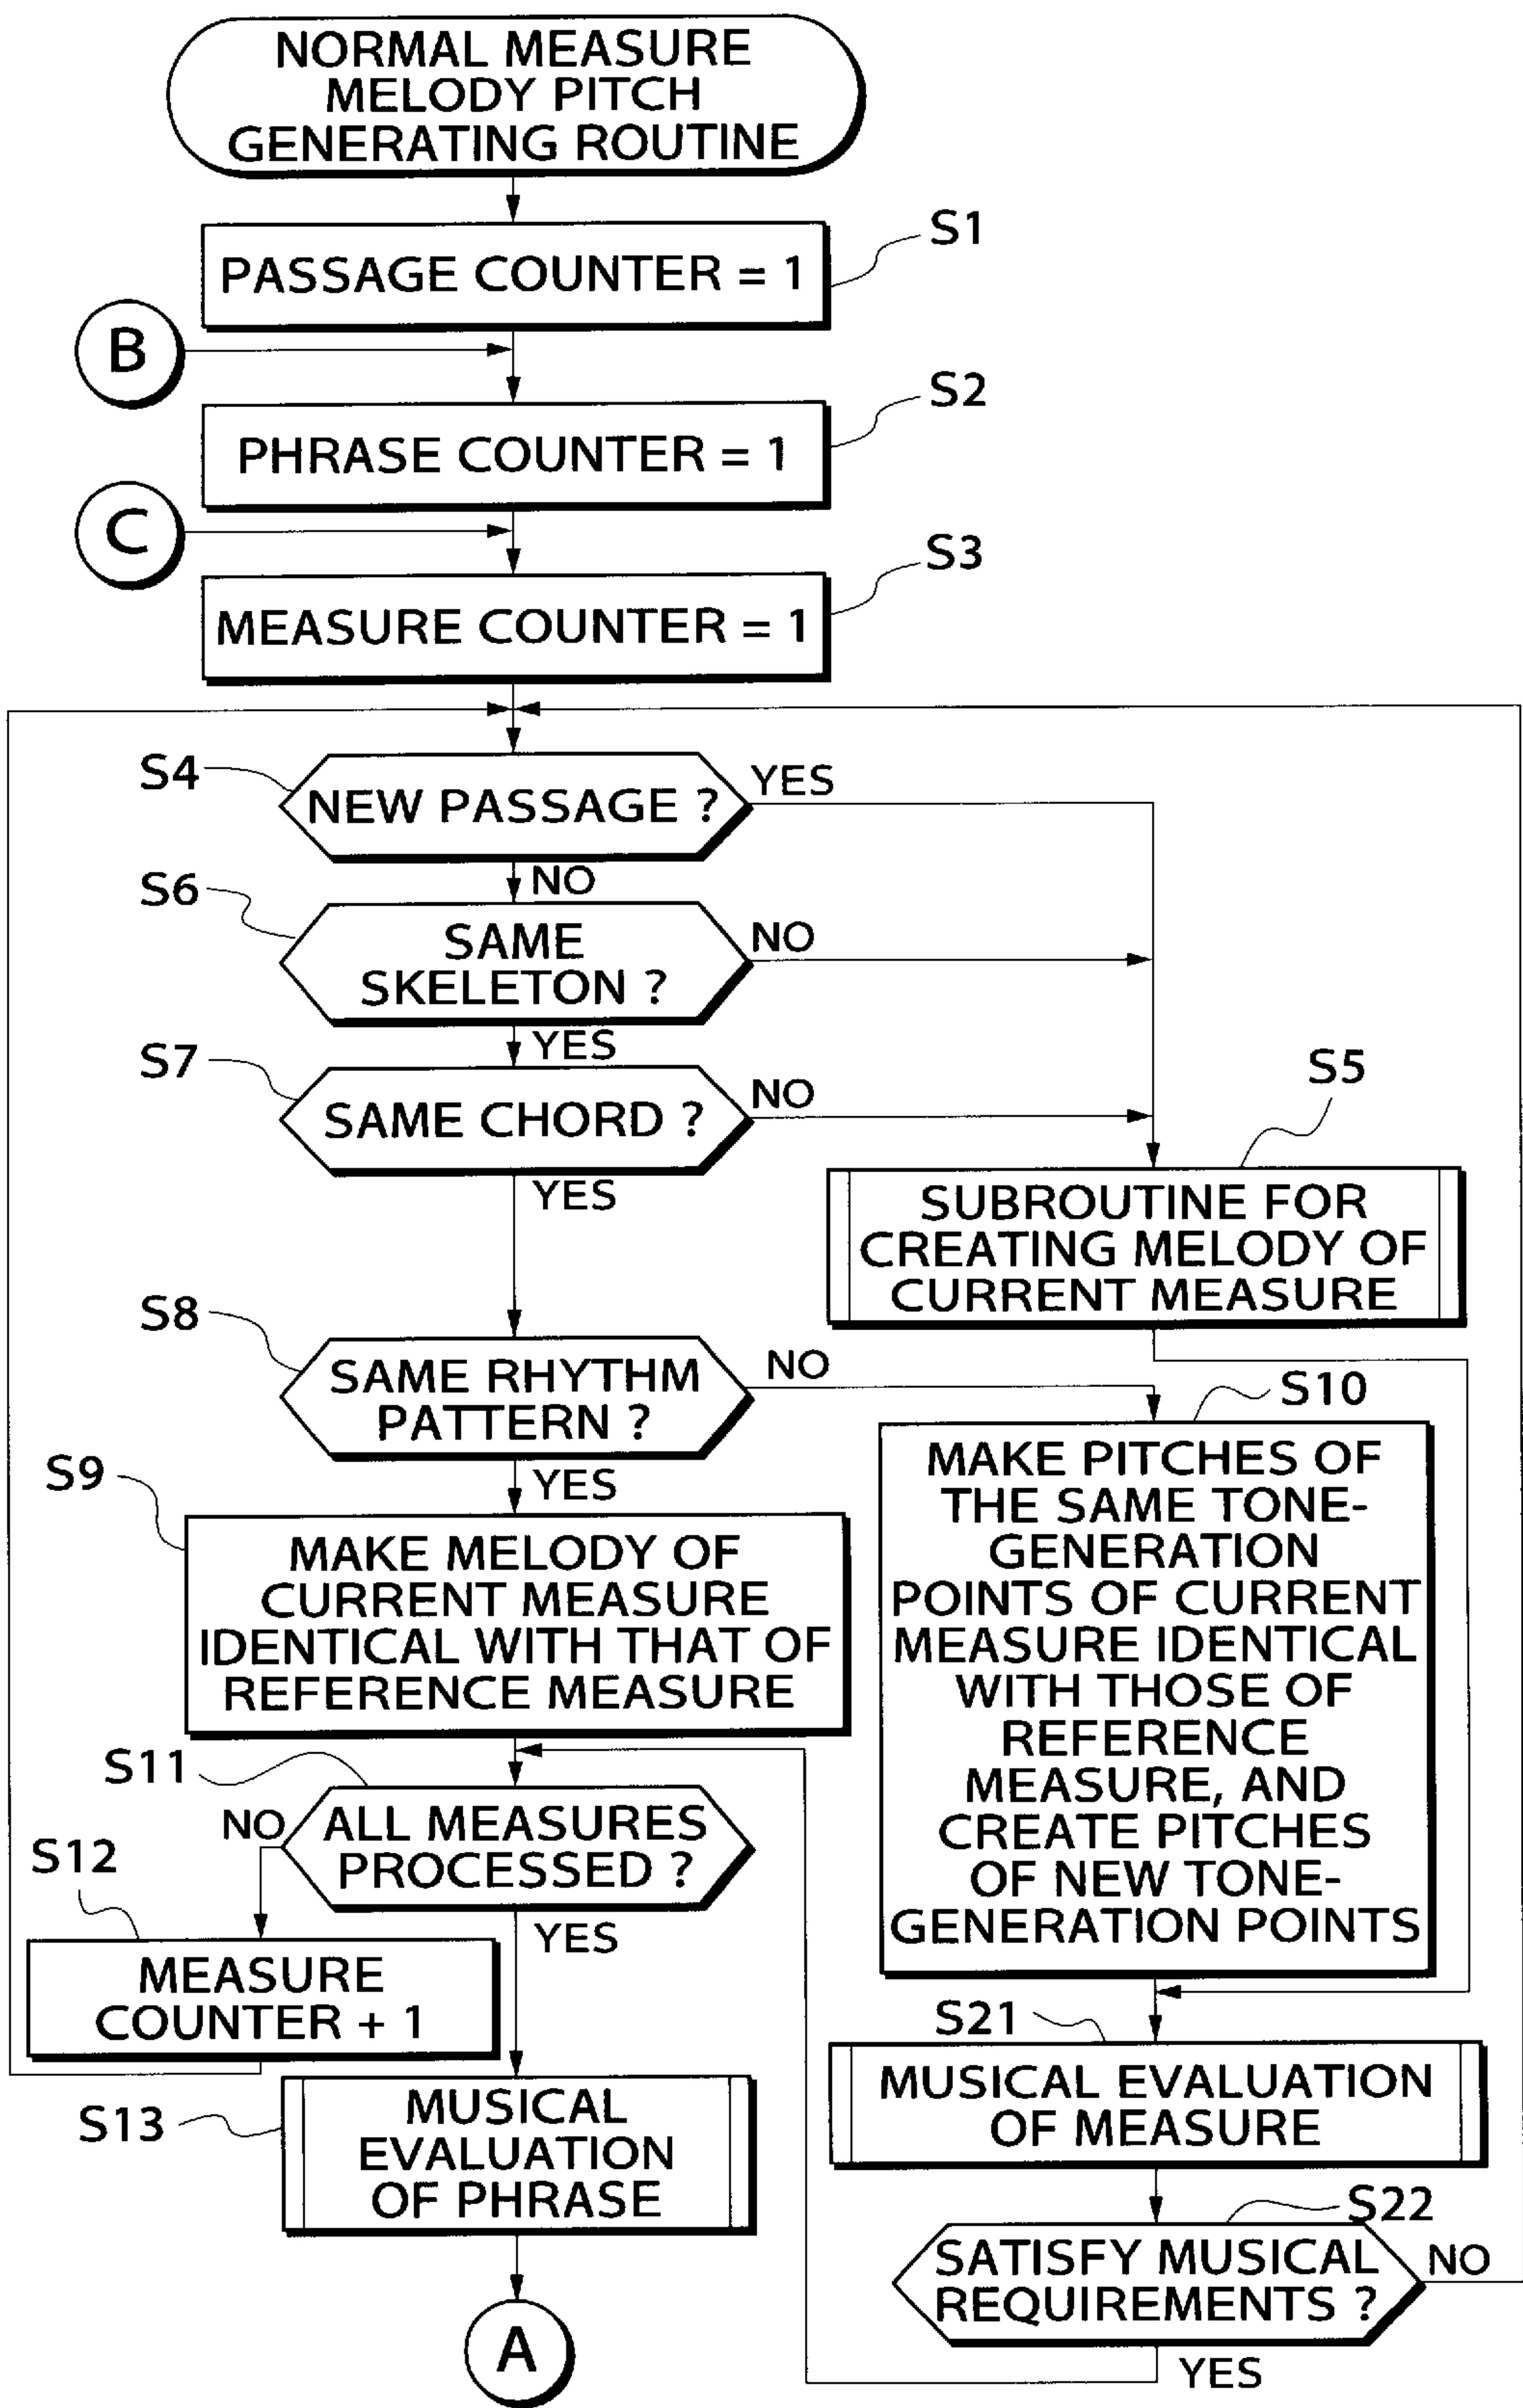 NORMAL MEASURE
MELODY PITCH
GENERATING ROUTINE
S1
PASSAGE COUNTER = 1
B
S2
PHRASE COUNTER = 1
C
S3
MEASURE COUNTER = 1
S4
NEW PASSAGE ?
YES
NO
S6
SAME
SKELETON ?
NO
YES
S7
SAME CHORD ?
NO
YES
S5
SUBROUTINE FOR
CREATING MELODY OF
CURRENT MEASURE
S8
SAME RHYTHM
PATTERN ?
NO
YES
S10
MAKE PITCHES OF
THE SAME TONE-
GENERATION
POINTS OF CURRENT
MEASURE IDENTICAL
WITH THOSE OF
REFERENCE
MEASURE, AND
CREATE PITCHES
OF NEW TONE-
GENERATION POINTS
S9
MAKE MELODY OF
CURRENT MEASURE
IDENTICAL WITH THAT OF
REFERENCE MEASURE
S11
ALL MEASURES
PROCESSED ?
NO
YES
S12
MEASURE
COUNTER + 1
S13
MUSICAL
EVALUATION
OF PHRASE
A
S21
MUSICAL EVALUATION
OF MEASURE
S22
SATISFY MUSICAL
REQUIREMENTS ?
NO
YES